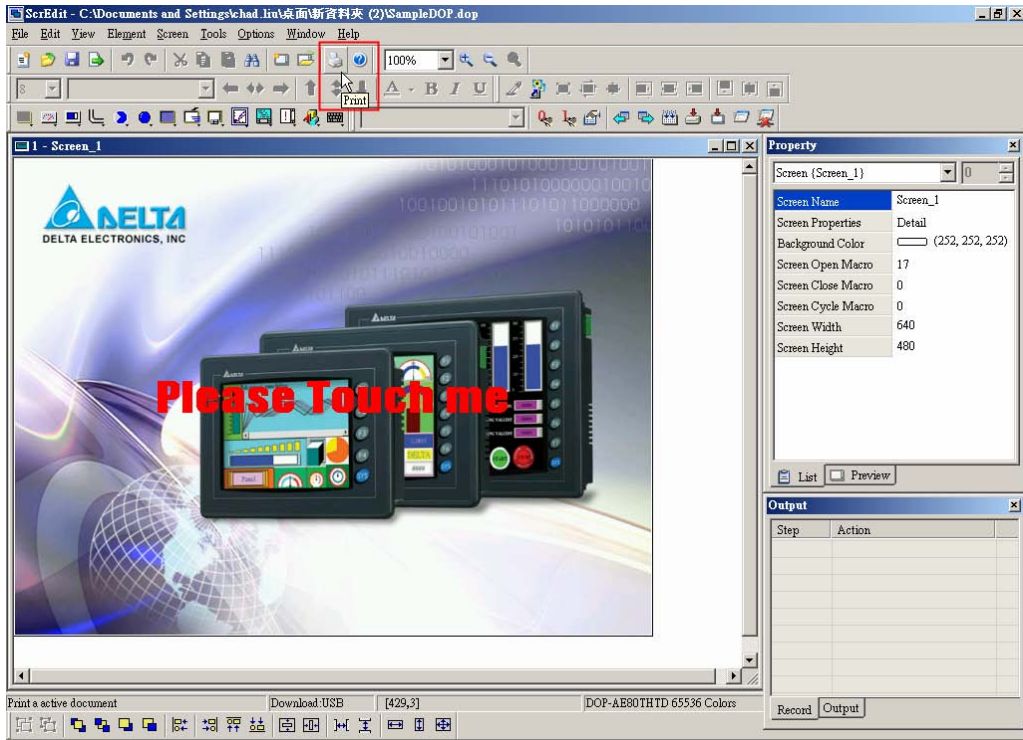 ScrEdit - C:\Documents and Settings\chad.liu\桌面\新資料夾 (2)\SampleDOP.dop
File Edit View Element Screen Tools Options Window Help
100%
8
Print
1 - Screen_1
DELTA
DELTA ELECTRONICS, INC
Please Touch me
Property
Screen {Screen_1}
0
Screen Name Screen_1
Screen Properties Detail
Background Color (252, 252, 252)
Screen Open Macro 17
Screen Close Macro 0
Screen Cycle Macro 0
Screen Width 640
Screen Height 480
List Preview
Output
Step Action
Record Output
Print a active document Download:USB [429,3] DOP-AE80THTD 65536 Colors